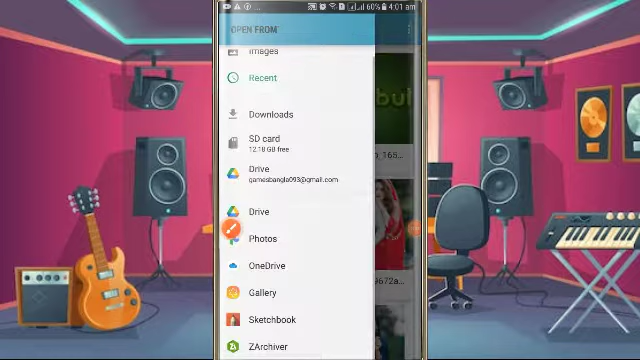 60% 4:01 am
OPEN FROM
Images
Recent
Downloads
SD card
12.18 GB free
Drive
gamesbangla093@gmail.com
Drive
Photos
OneDrive
Gallery
Sketchbook
ZArchiver